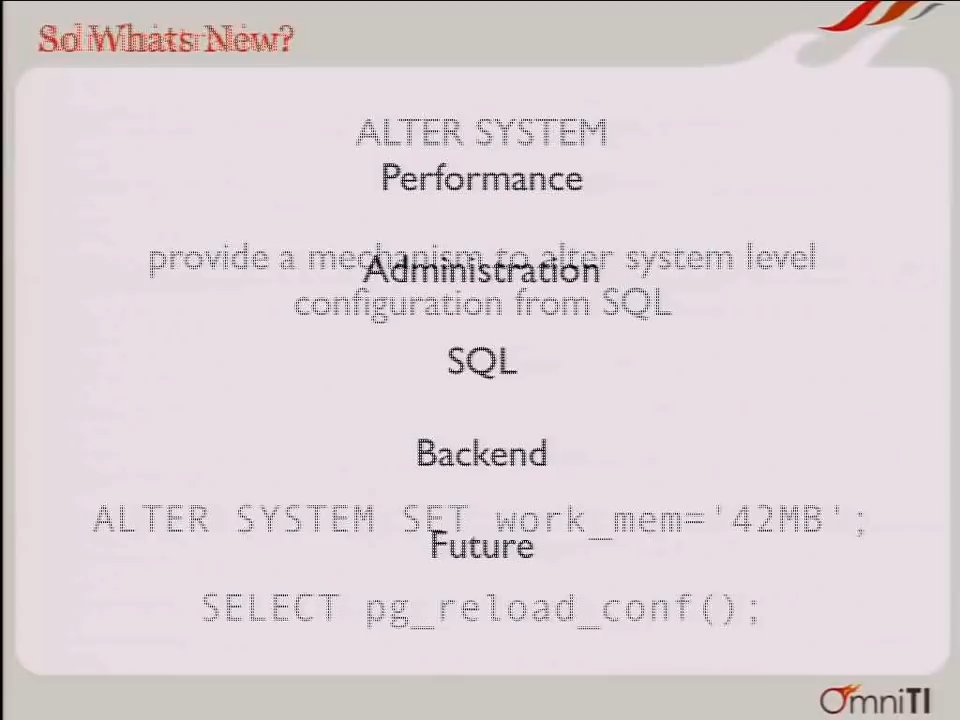 So Whats New?
ALTER SYSTEM
Performance
provide a mechanism to alter system level
Administration
configuration from SQL
SQL
Backend
ALTER SYSTEM SET work_mem='42MB';
Future
SELECT pg_reload_conf();
OmniTI